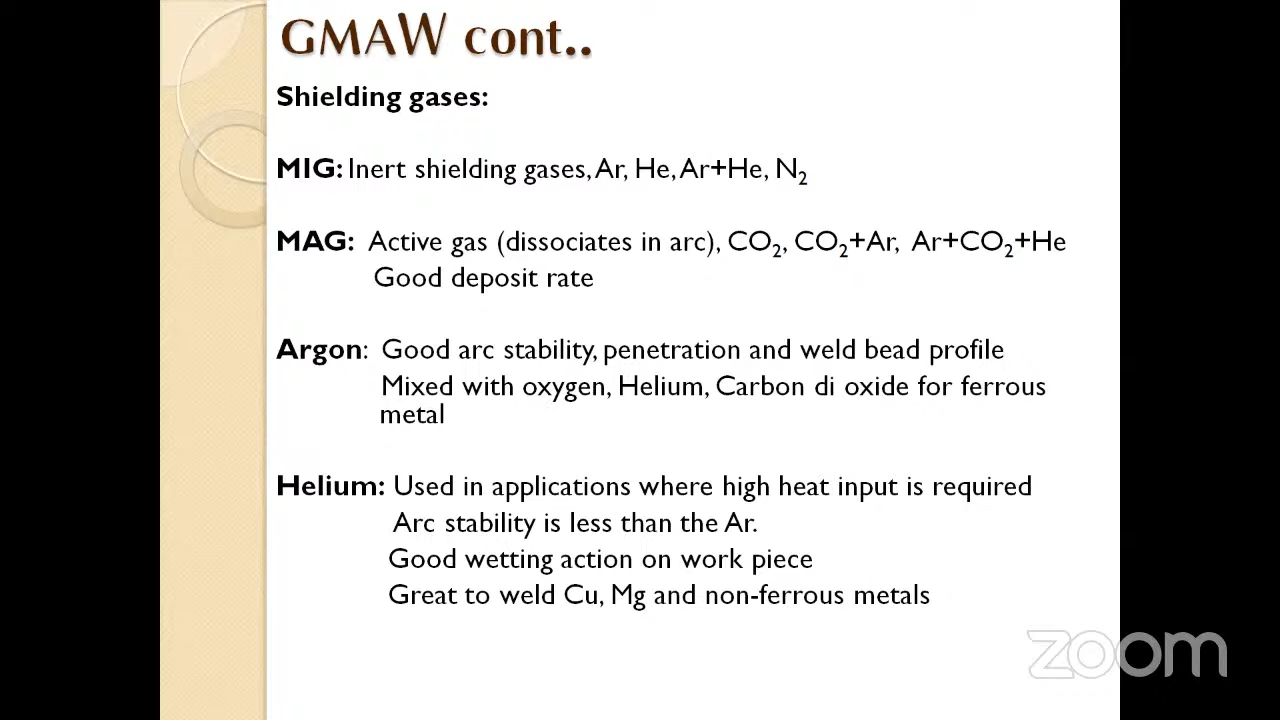 GMAW cont..
Shielding gases:
MIG: Inert shielding gases, Ar, He, Ar+He, N2
MAG: Active gas (dissociates in arc), CO2, CO2+Ar, Ar+CO2+He
Good deposit rate
Argon: Good arc stability, penetration and weld bead profile
Mixed with oxygen, Helium, Carbon di oxide for ferrous
metal
Helium: Used in applications where high heat input is required
Arc stability is less than the Ar.
Good wetting action on work piece
Great to weld Cu, Mg and non-ferrous metals
zoom